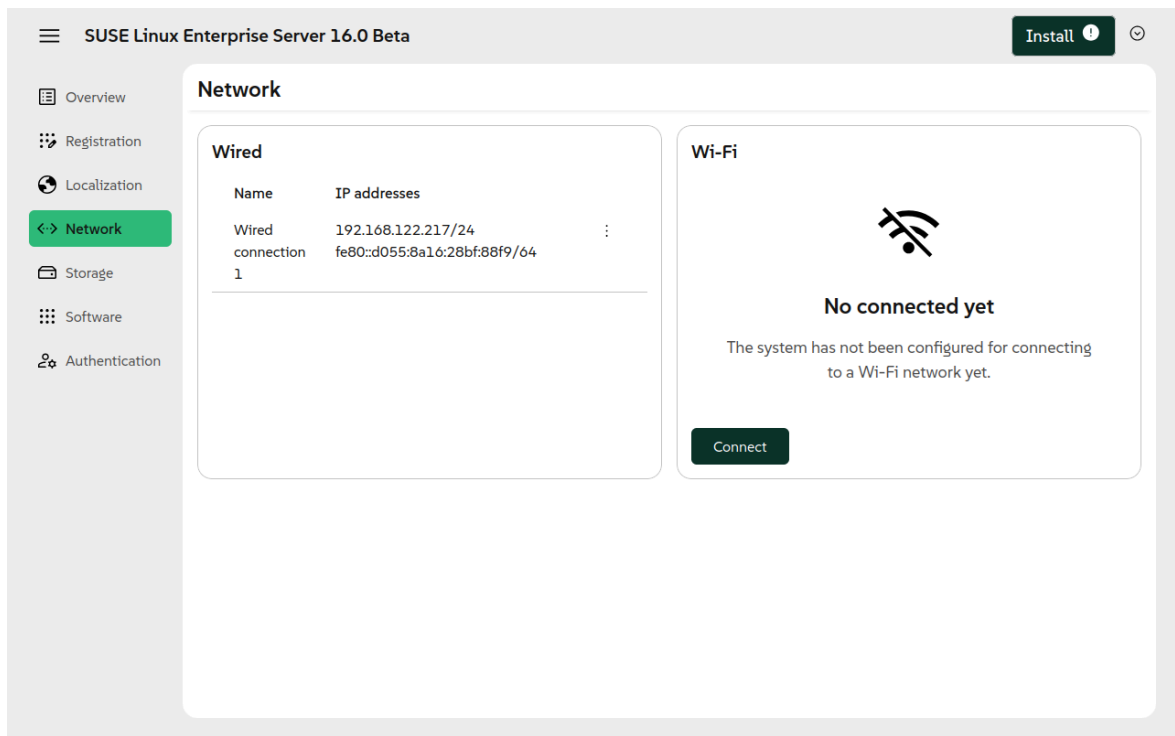 SUSE Linux Enterprise Server 16.0 Beta
Install !
Overview
Registration
Localization
Network
Storage
Software
Authentication
Network
Wired
Name IP addresses
Wired 192.168.122.217/24
connection fe80::d055:8a16:28bf:88f9/64
1
Wi-Fi
No connected yet
The system has not been configured for connecting
to a Wi-Fi network yet.
Connect